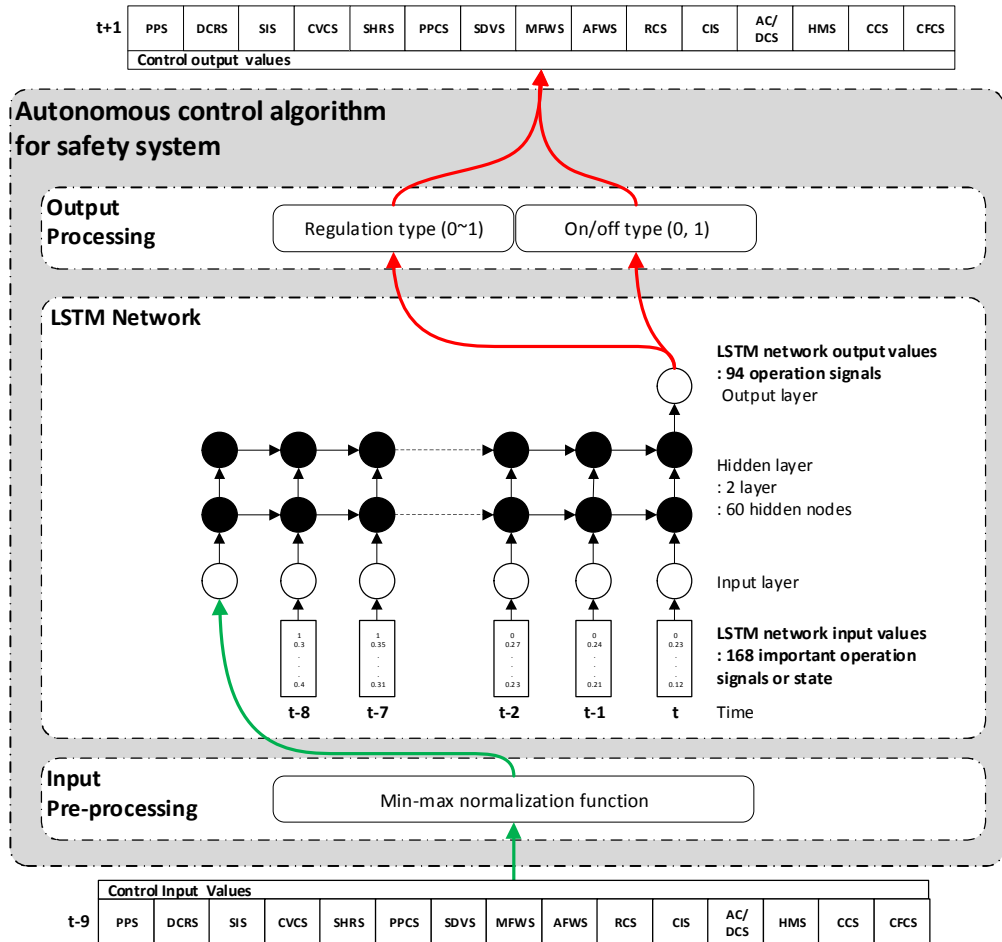 t+1 PPS DCRS SIS CVCS SHRS PPCS SDVS MFWS AFWS RCS CIS AC/ DCS HMS CCS CFCS
Control output values
Autonomous control algorithm
for safety system
Output
Processing
Regulation type (0~1)
On/off type (0, 1)
LSTM Network
LSTM network output values
: 94 operation signals
Output layer
Hidden layer
: 2 layer
: 60 hidden nodes
Input layer
LSTM network input values
: 168 important operation
signals or state
1 1 0 0 0
0.3 0.35 0.27 0.24 0.23
. . . . .
. . . . .
. . . . .
0.4 0.31 0.23 0.21 0.12
t-8 t-7 t-2 t-1 t Time
Input
Pre-processing
Min-max normalization function
Control Input Values
t-9 PPS DCRS SIS CVCS SHRS PPCS SDVS MFWS AFWS RCS CIS AC/ DCS HMS CCS CFCS